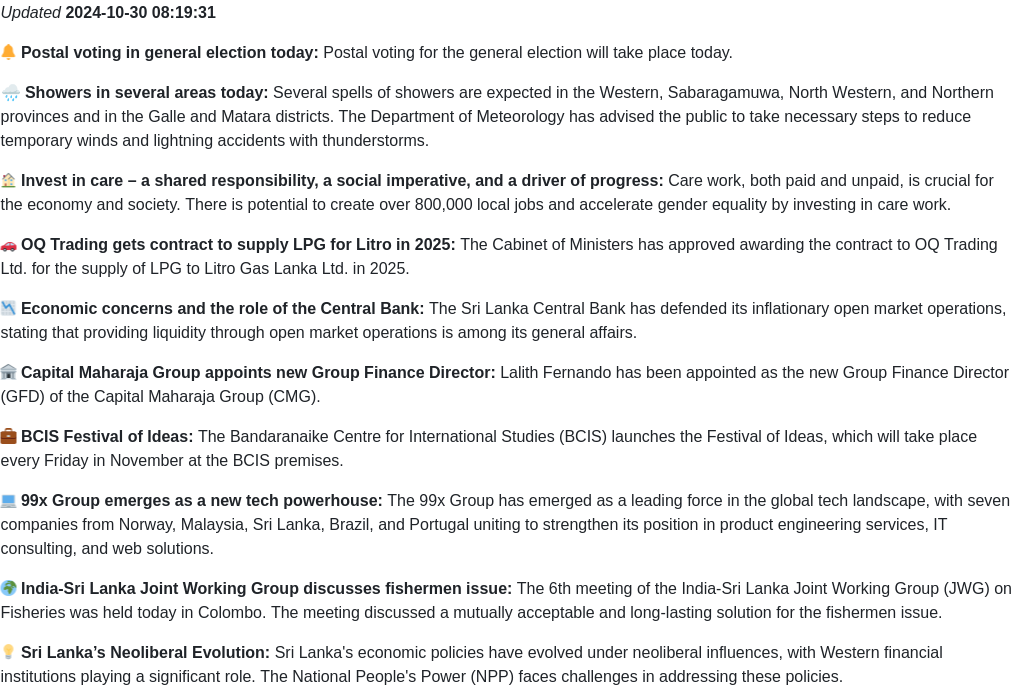 Updated 2024-10-30 08:19:31
🔔 Postal voting in general election today: Postal voting for the general election will take place today.
🌧️ Showers in several areas today: Several spells of showers are expected in the Western, Sabaragamuwa, North Western, and Northern
provinces and in the Galle and Matara districts. The Department of Meteorology has advised the public to take necessary steps to reduce
temporary winds and lightning accidents with thunderstorms.
🏡 Invest in care – a shared responsibility, a social imperative, and a driver of progress: Care work, both paid and unpaid, is crucial for
the economy and society. There is potential to create over 800,000 local jobs and accelerate gender equality by investing in care work.
🚗 OQ Trading gets contract to supply LPG for Litro in 2025: The Cabinet of Ministers has approved awarding the contract to OQ Trading
Ltd. for the supply of LPG to Litro Gas Lanka Ltd. in 2025.
📉 Economic concerns and the role of the Central Bank: The Sri Lanka Central Bank has defended its inflationary open market operations,
stating that providing liquidity through open market operations is among its general affairs.
🏛️ Capital Maharaja Group appoints new Group Finance Director: Lalith Fernando has been appointed as the new Group Finance Director
(GFD) of the Capital Maharaja Group (CMG).
💼 BCIS Festival of Ideas: The Bandaranaike Centre for International Studies (BCIS) launches the Festival of Ideas, which will take place
every Friday in November at the BCIS premises.
💻 99x Group emerges as a new tech powerhouse: The 99x Group has emerged as a leading force in the global tech landscape, with seven
companies from Norway, Malaysia, Sri Lanka, Brazil, and Portugal uniting to strengthen its position in product engineering services, IT
consulting, and web solutions.
🌍 India-Sri Lanka Joint Working Group discusses fishermen issue: The 6th meeting of the India-Sri Lanka Joint Working Group (JWG) on
Fisheries was held today in Colombo. The meeting discussed a mutually acceptable and long-lasting solution for the fishermen issue.
💡 Sri Lanka’s Neoliberal Evolution: Sri Lanka's economic policies have evolved under neoliberal influences, with Western financial
institutions playing a significant role. The National People's Power (NPP) faces challenges in addressing these policies.